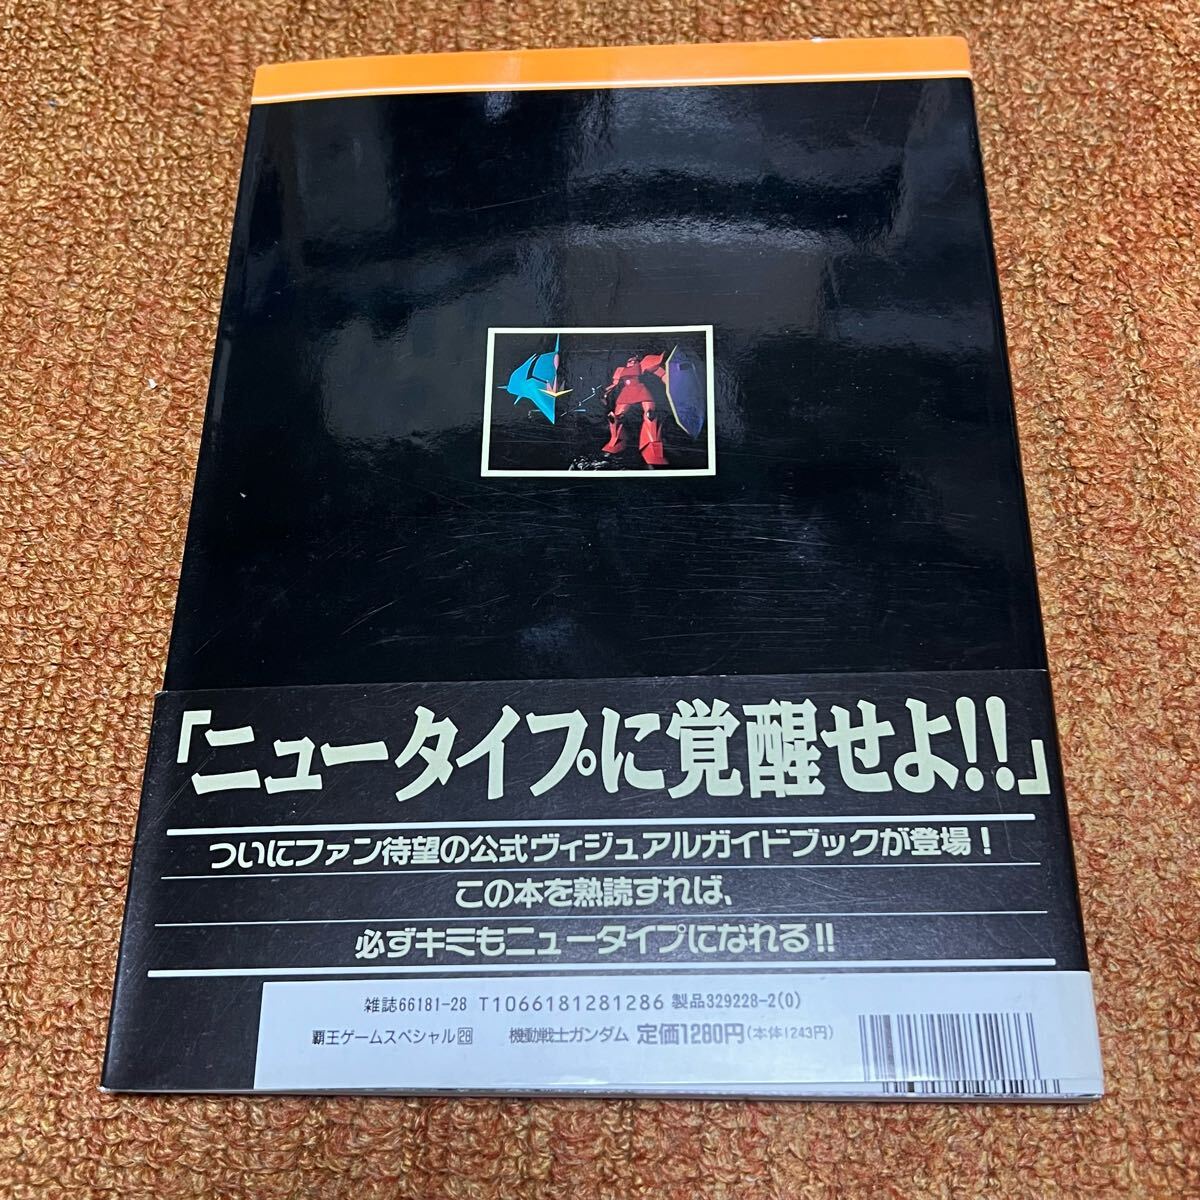 「ニュータイプに覚醒せよ!!」
ついにファン待望の公式ヴィジュアルガイドブックが登場!
この本を熟読すれば、
必ずキミもニュータイプになれる!!
雑誌66181-28 T1066181281286 製品329228-2(0)
覇王ゲームスペシャル28 機動戦士ガンダム 定価1280円(本体1243円)